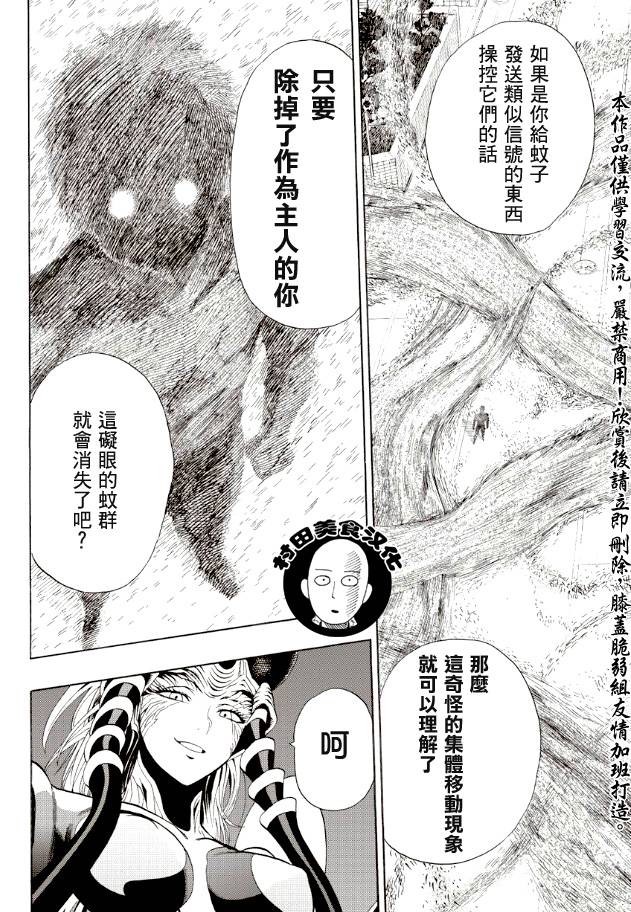 如果是你給蚊子
發送類似信號的東西
操控它們的話
那麼
這奇怪的集體移動現象
就可以理解了
只要
除掉了作為主人的你
這礙眼的蚊群
就會消失了吧？
呵
村田美食汉化
本作品僅供學習交流，嚴禁商用！欣賞後請立即刪除，膝蓋脆弱組友情加班打造。